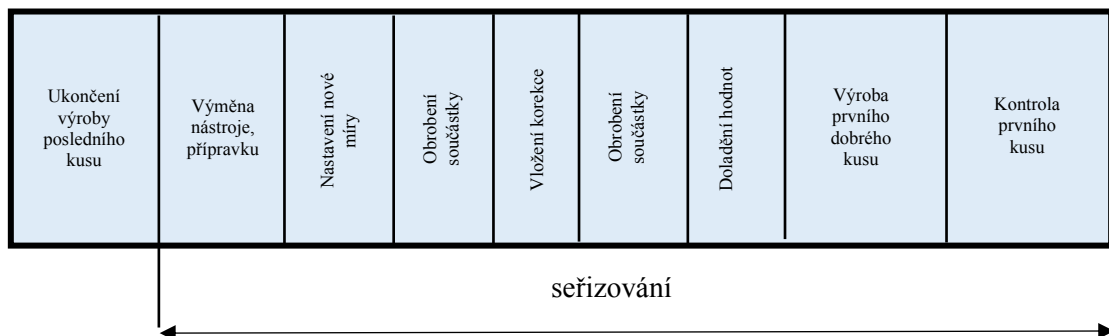 Ukončení
výroby
posledního
kusu
Výměna
nástroje,
přípravku
Nastavení nové
míry
Obrobení
součástky
Vložení korekce
Obrobení
součástky
Doladění hodnot
Výroba
prvního
dobrého
kusu
Kontrola
prvního
kusu
seřizování